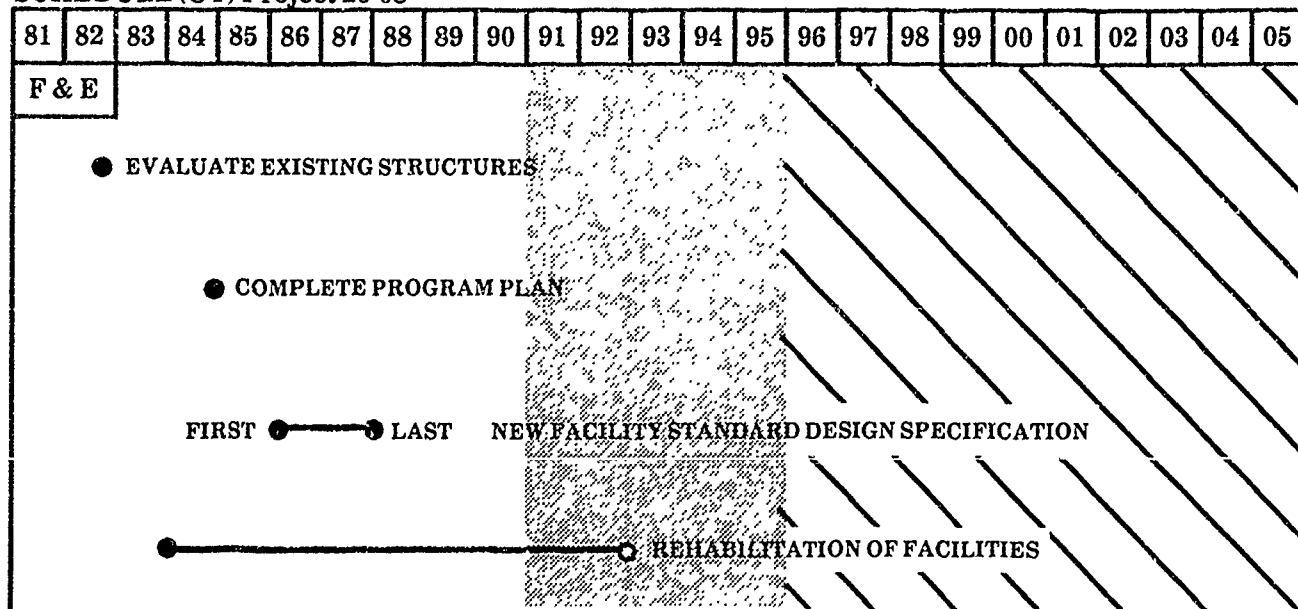 81 82 83 84 85 86 87 88 89 90 91 92 93 94 95 96 97 98 99 00 01 02 03 04 05
F & E
EVALUATE EXISTING STRUCTURES
COMPLETE PROGRAM PLAN
FIRST LAST NEW FACILITY STANDARD DESIGN SPECIFICATION
REHABILITATION OF FACILITIES